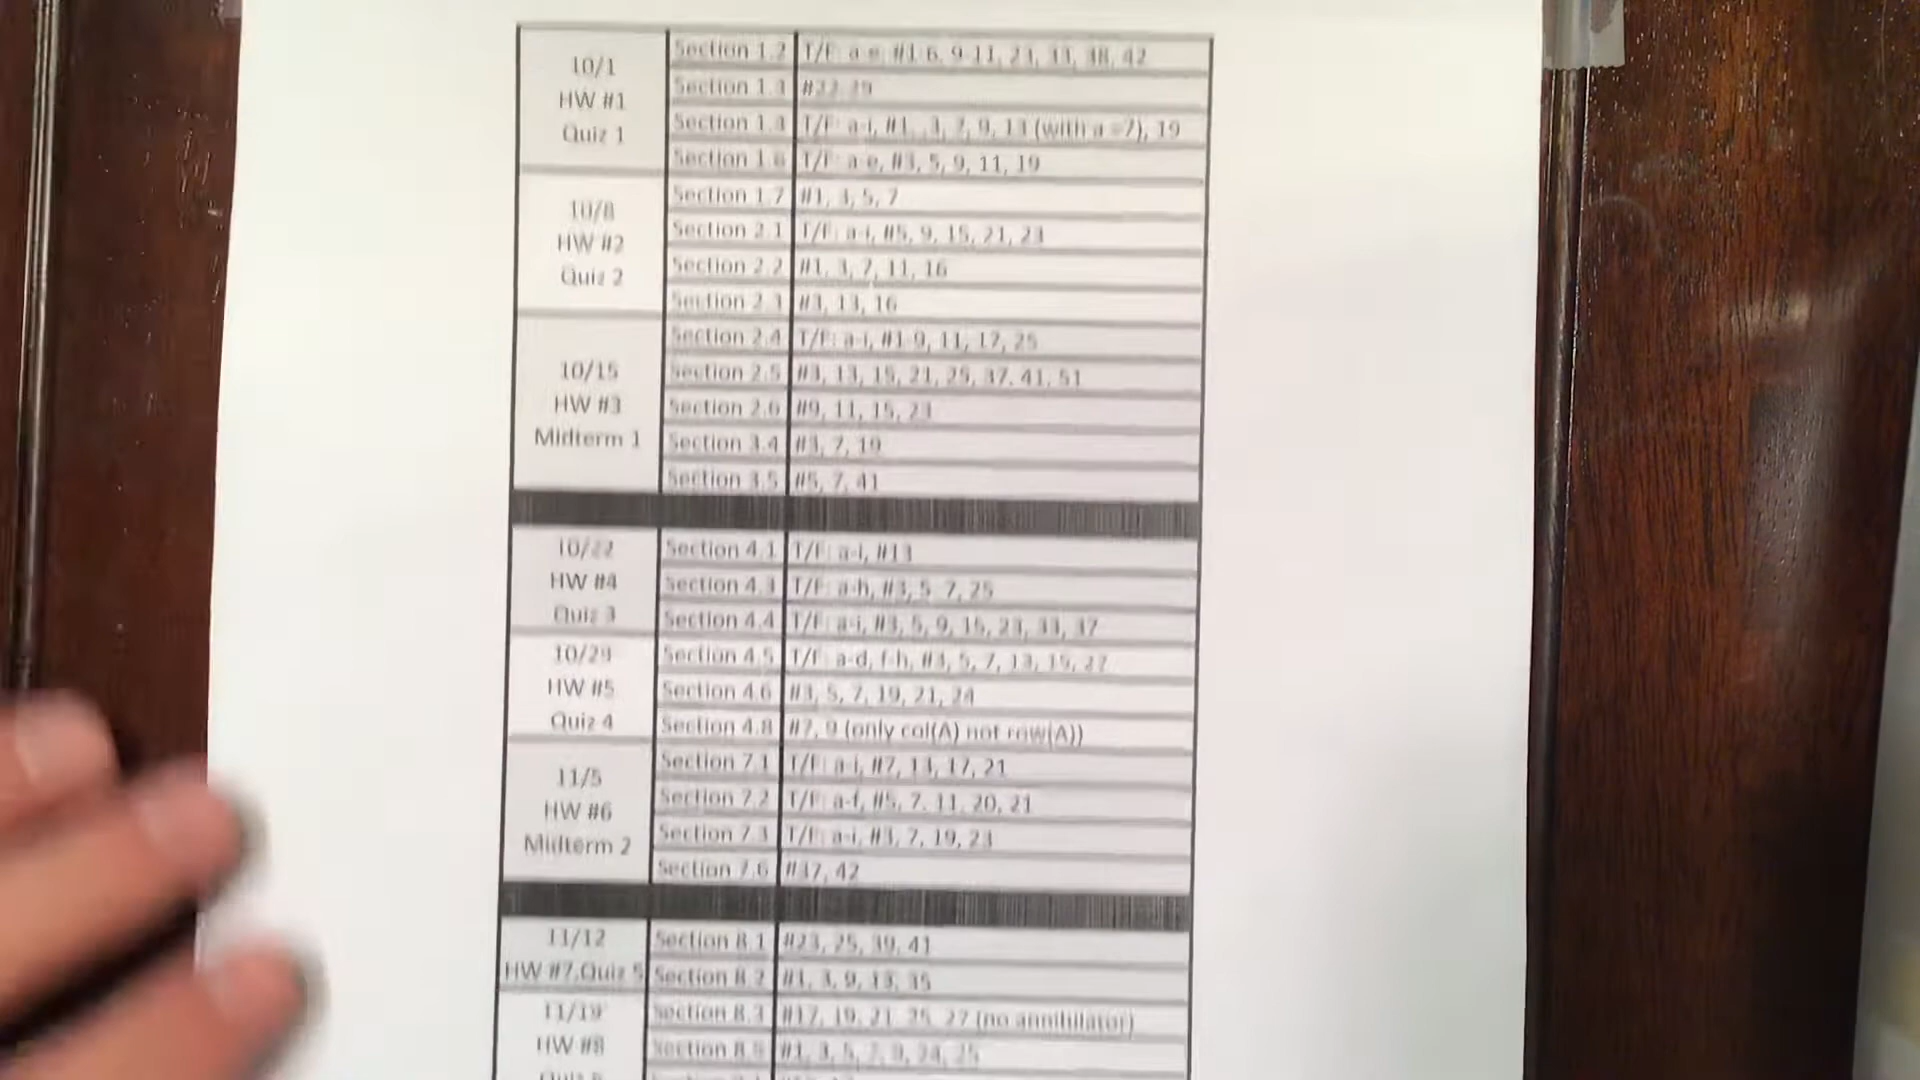 10/1
HW #1
Quiz 1
Section 1.2 T/F: a-e, #1-6, 9-11, 23, 33, 38, 42
Section 1.3
Section T/F: a-i, #1, 3, 7, 9, 13 (with a =7), 19
Section 1.6 T/F: a-e, #3, 5, 9, 11, 19
10/8
HW #2
Quiz 2
Section 1.7 #1, 3, 5, 7
Section 2.1 T/F: a-i, #5, 9, 15, 21, 23
Section 2.2 #1, 3, 7, 11, 16
Section 2.3 #3, 13, 16
10/15
HW #3
Midterm 1
Section 2.4 T/F: a-i, #1-9, 11, 17, 25
Section 2.5 #3, 13, 15, 21, 25, 37, 41, 51
Section 2.6 #9, 11, 15, 23
Section 3.4 #3, 7, 19
Section 3.5 #5, 7, 41
10/22
HW #4
Quiz 3
Section 4.1 T/F: a-i, #13
Section 4.3 T/F: a-h, #3, 5, 7, 25
Section 4.4 T/F: a-i, #3, 5, 9, 15, 23, 33, 37
10/29
HW #5
Quiz 4
Section 4.5 T/F: a-d, f-h, #3, 5, 7, 13, 15, 27
Section 4.6 #3, 5, 7, 19, 21, 24
Section 4.8 #7, 9 (only col(A) not row(A))
11/5
HW #6
Midterm 2
Section 7.1 T/F: a-i, #7, 13, 17, 21
Section 7.2 T/F: a-f, #5, 7, 11, 20, 21
Section 7.3 T/F: a-i, #3, 7, 19, 23
Section 7.6 #37, 42
11/12
HW #7,Quiz 5
Section 8.1 #23, 25, 39, 41
Section 8.2 #1, 3, 9, 13, 35
11/19
HW #8
Section 8.3 #17, 19, 21, 25, 27 (no annihilator)
Section #1, 3, 5, 7, 9, 24, 25